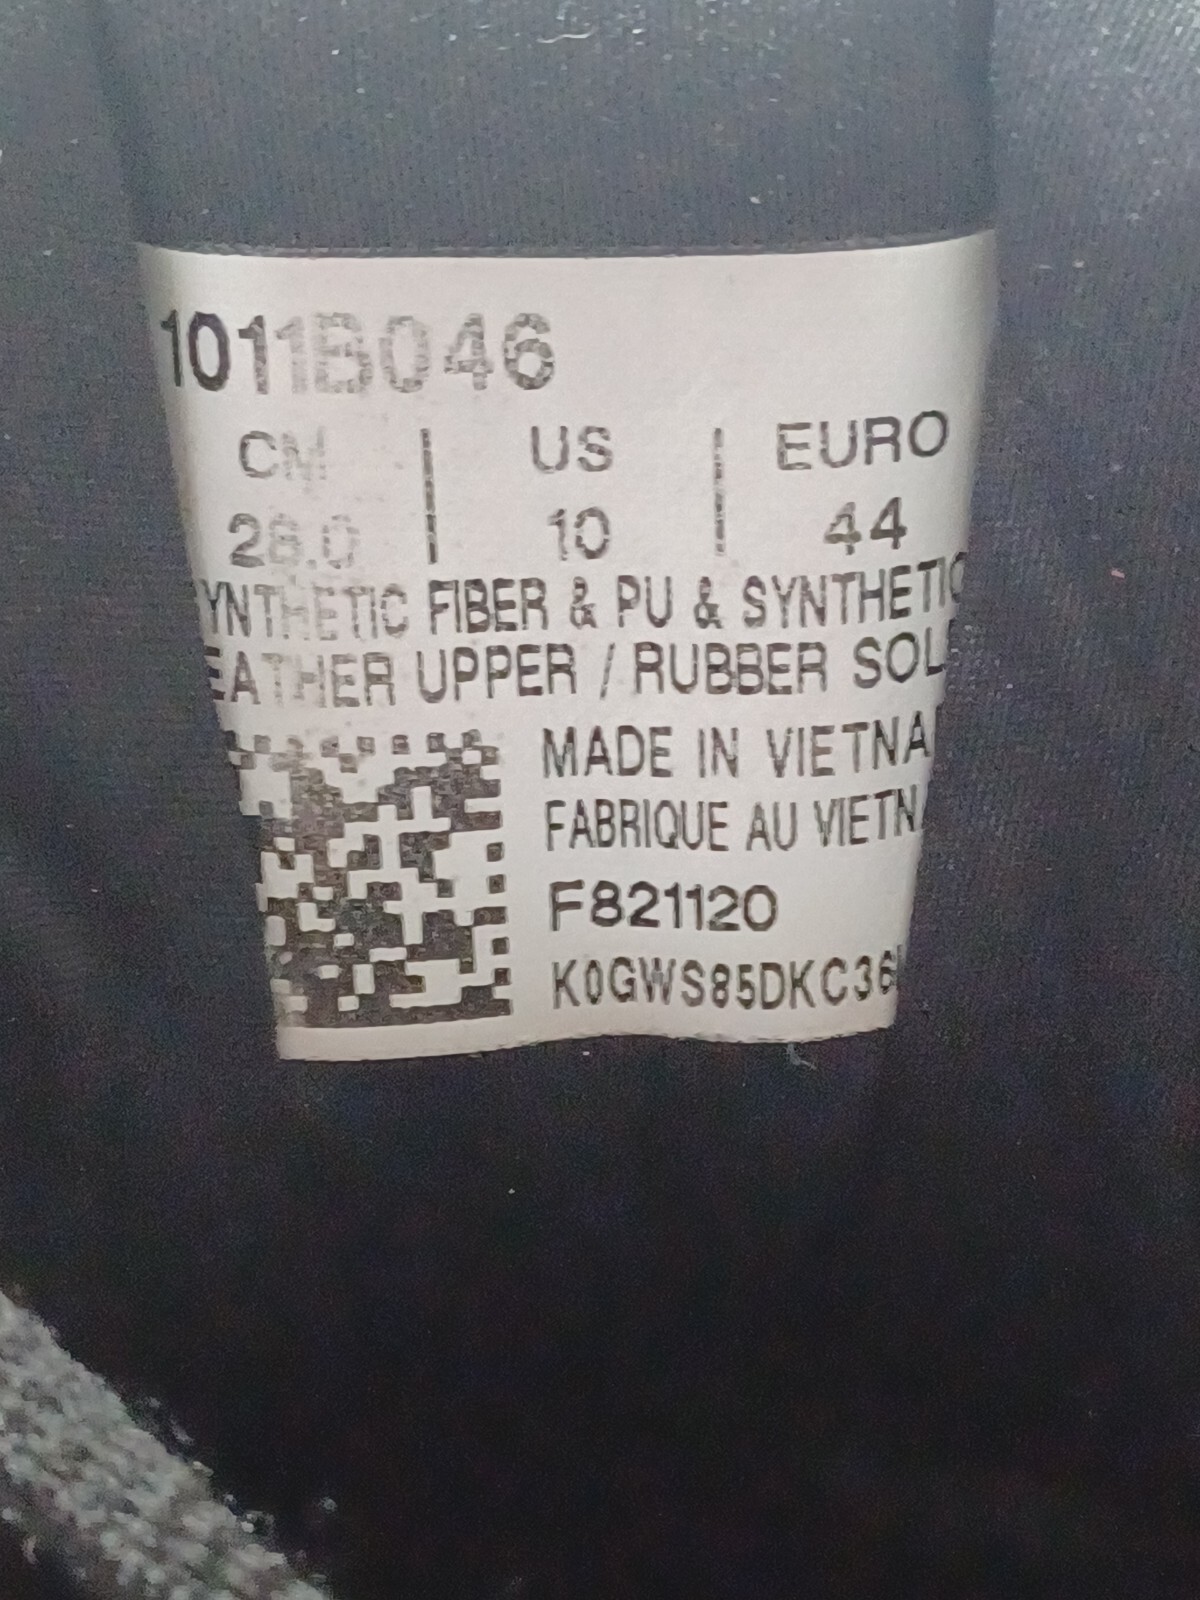 1011B046
CM | US | EURO
28.0 | 10 | 44
YNTHETIC FIBER & PU & SYNTHETIC
EATHER UPPER / RUBBER SOL
MADE IN VIETNA
FABRIQUE AU VIETN
F821120
K0GWS85DKC36